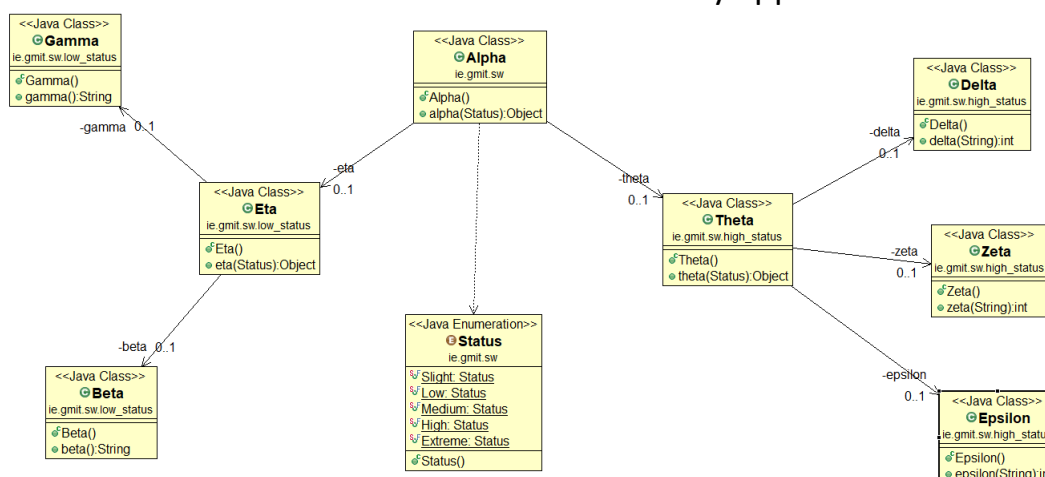 <<Java Class>>
Gamma
ie.gmit.sw.low_status
Gamma()
gamma():String
<<Java Class>>
Alpha
ie.gmit.sw
Alpha()
alpha(Status):Object
<<Java Class>>
Delta
ie.gmit.sw.high_status
Delta()
delta(String):int
-gamma 0..1
-eta
0..1
-theta
0..1
-delta
0..1
<<Java Class>>
Eta
ie.gmit.sw.low_status
Eta()
eta(Status):Object
<<Java Class>>
Theta
ie.gmit.sw.high_status
Theta()
theta(Status):Object
-zeta
0..1
<<Java Class>>
Zeta
ie.gmit.sw.high_status
Zeta()
zeta(String):int
-beta 0..1
<<Java Class>>
Beta
ie.gmit.sw.low_status
Beta()
beta():String
<<Java Enumeration>>
Status
ie.gmit.sw
Slight: Status
Low: Status
Medium: Status
High: Status
Extreme: Status
Status()
-epsilon
0..1
<<Java Class>>
Epsilon
ie.gmit.sw.high_statu
Epsilon()
epsilon(String):in